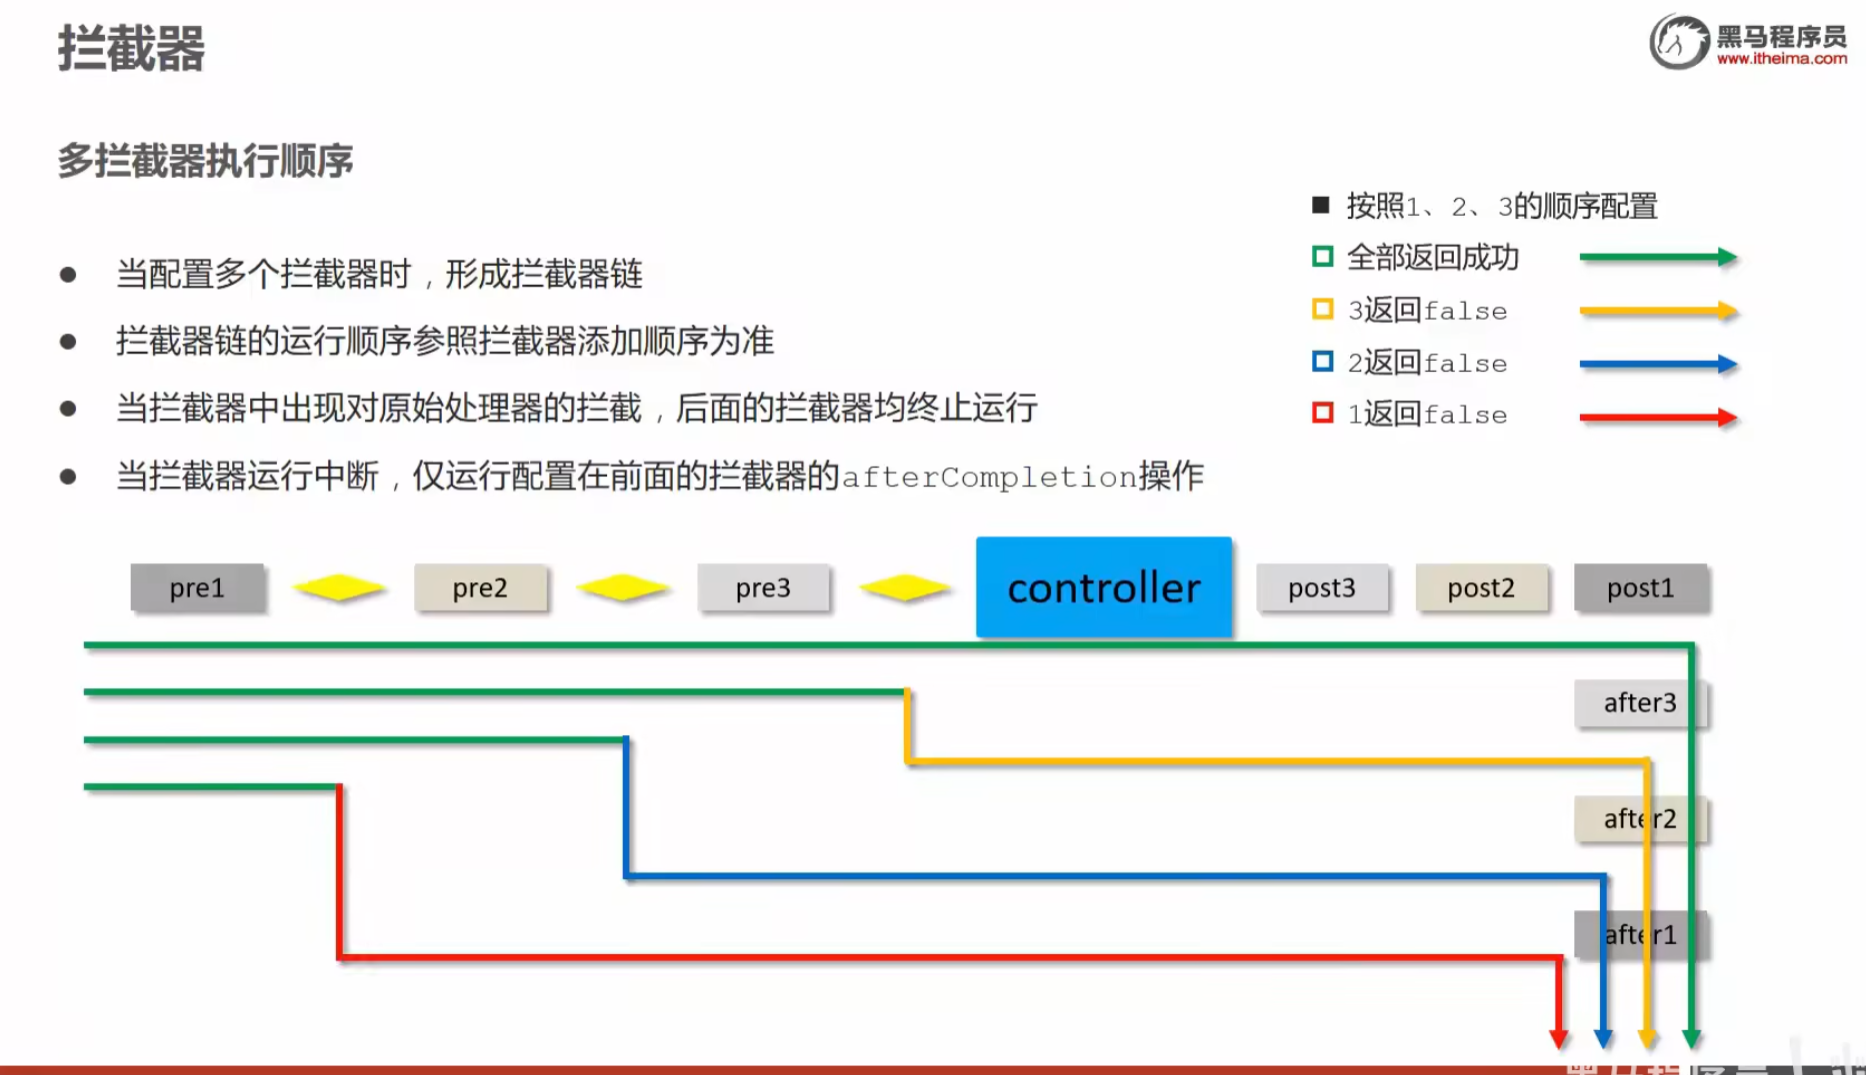 拦截器
黑马程序员
www.itheima.com
多拦截器执行顺序
当配置多个拦截器时，形成拦截器链
拦截器链的运行顺序参照拦截器添加顺序为准
当拦截器中出现对原始处理器的拦截，后面的拦截器均终止运行
当拦截器运行中断，仅运行配置在前面的拦截器的afterCompletion操作
按照1、2、3的顺序配置
全部返回成功
3返回false
2返回false
1返回false
pre1
pre2
pre3
controller
post3
post2
post1
after3
after2
after1